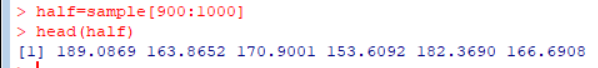 > half=sample[900:1000]
> head(half)
[1] 189.0869 163.8652 170.9001 153.6092 182.3690 166.6908